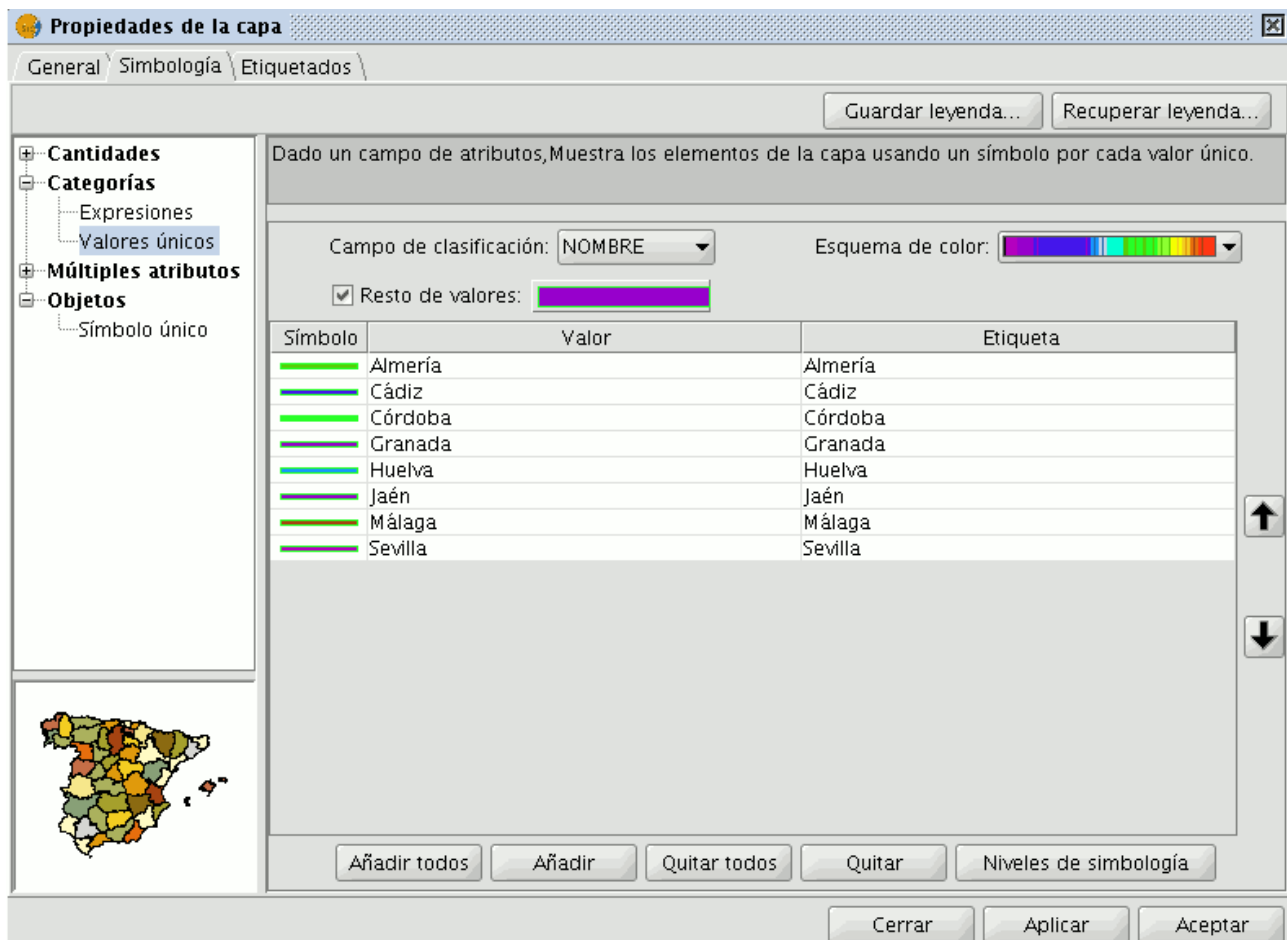 Propiedades de la capa
General Simbología Etiquetados
Guardar leyenda... Recuperar leyenda...
Cantidades
Categorías
Expresiones
Valores únicos
Múltiples atributos
Objetos
Símbolo único
Dado un campo de atributos,Muestra los elementos de la capa usando un símbolo por cada valor único.
Campo de clasificación: NOMBRE Esquema de color:
Resto de valores:
Símbolo Valor Etiqueta
Almería Almería
Cádiz Cádiz
Córdoba Córdoba
Granada Granada
Huelva Huelva
Jaén Jaén
Málaga Málaga
Sevilla Sevilla
Añadir todos Añadir Quitar todos Quitar Niveles de simbología
Cerrar Aplicar Aceptar